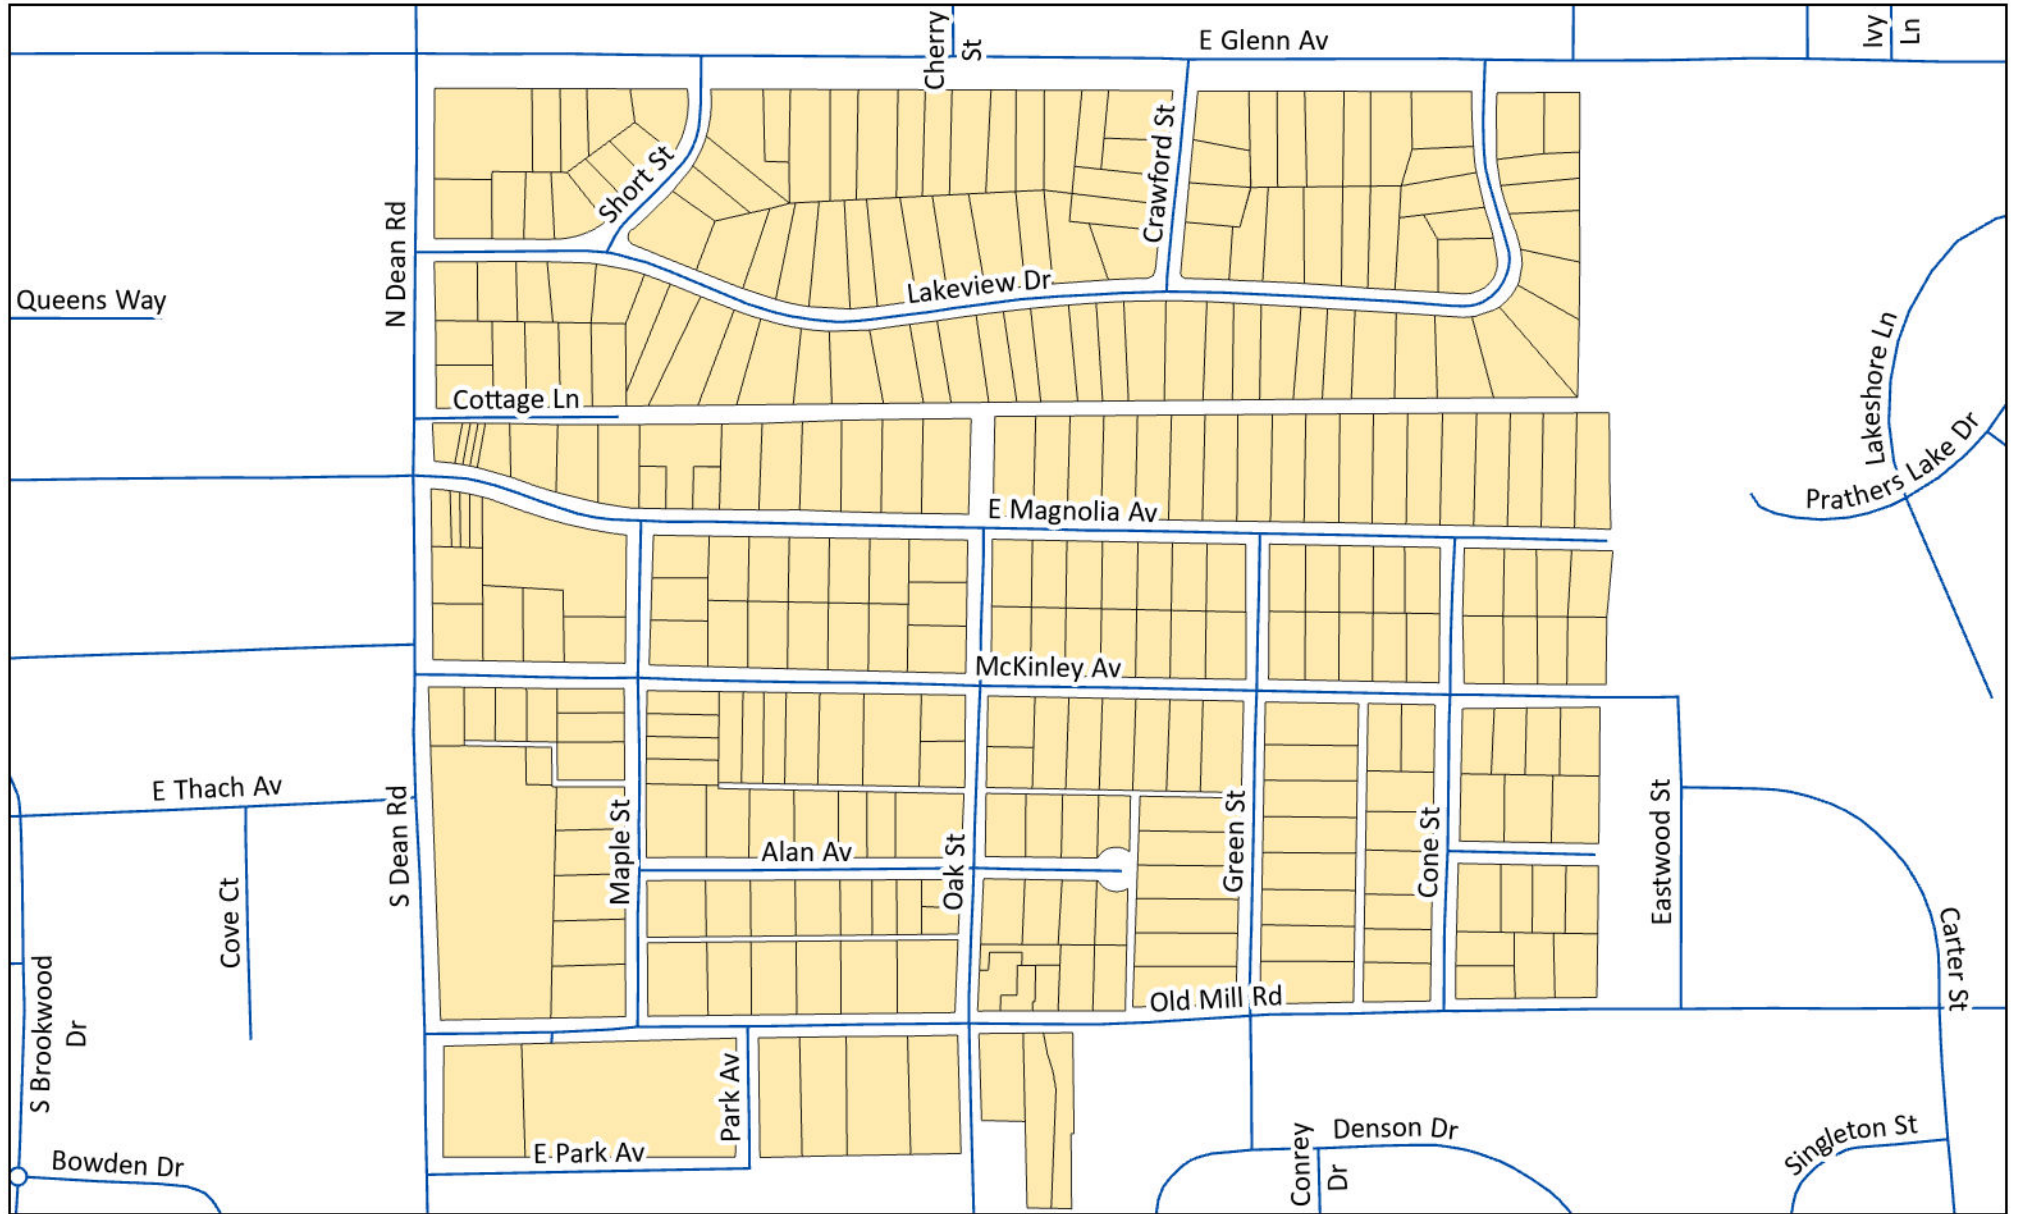 Cherry
St
E Glenn Av
Ivy
Ln
Short St
Crawford St
N Dean Rd
Lakeview Dr
Queens Way
Cottage Ln
Lakeshore Ln
Prathers Lake Dr
E Magnolia Av
McKinley Av
E Thach Av
S Dean Rd
Maple St
Alan Av
Oak St
Green St
Cone St
Eastwood St
Cove Ct
Carter St
S Brookwood
Dr
Old Mill Rd
Park Av
E Park Av
Bowden Dr
Conrey
Dr
Denson Dr
Singleton St